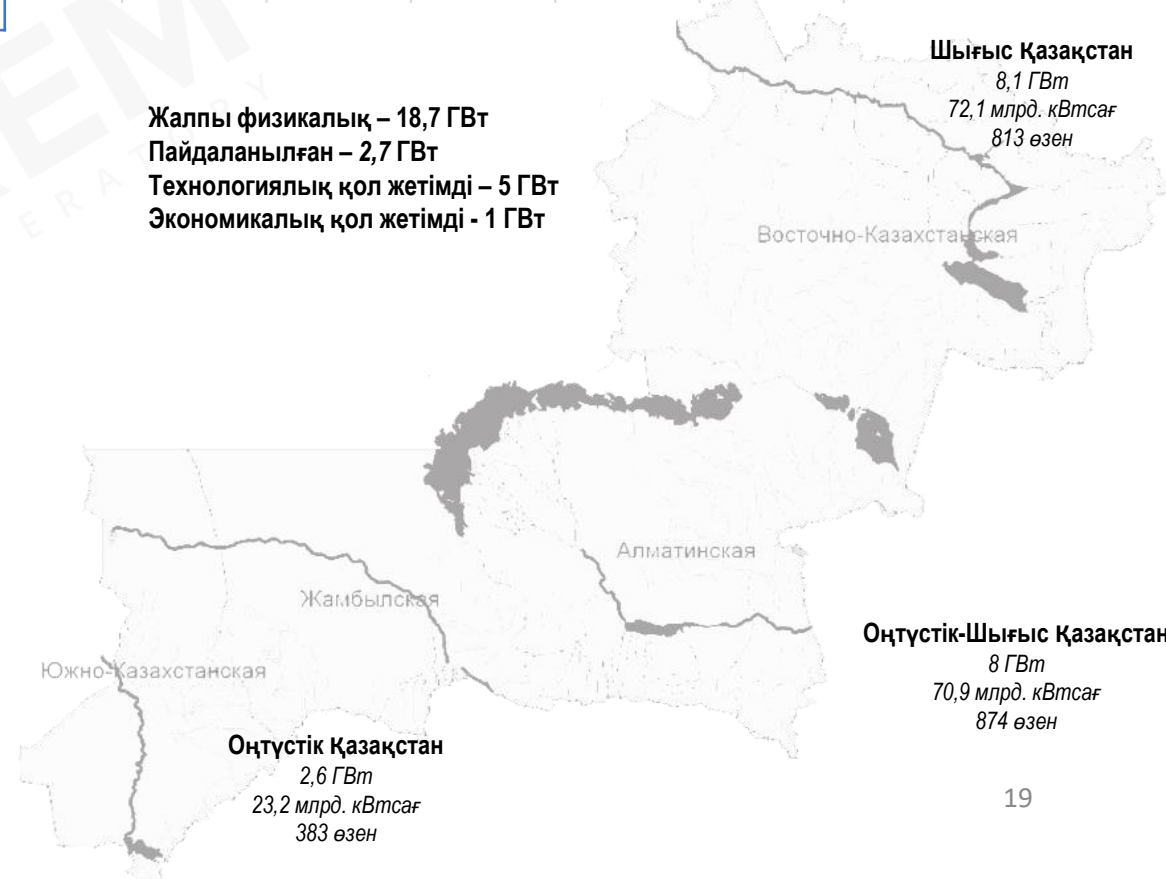 Жалпы физикалық – 18,7 ГВт
Пайдаланылған – 2,7 ГВт
Технологиялық қол жетімді – 5 ГВт
Экономикалық қол жетімді - 1 ГВт
Шығыс Қазақстан
8,1 ГВт
72,1 млрд. кВтсағ
813 өзен
Восточно-Казахстанская
Алматинская
Жамбылская
Южно-Казахстанская
Оңтүстік-Шығыс Қазақстан
8 ГВт
70,9 млрд. кВтсағ
874 өзен
Оңтүстік Қазақстан
2,6 ГВт
23,2 млрд. кВтсағ
383 өзен
19